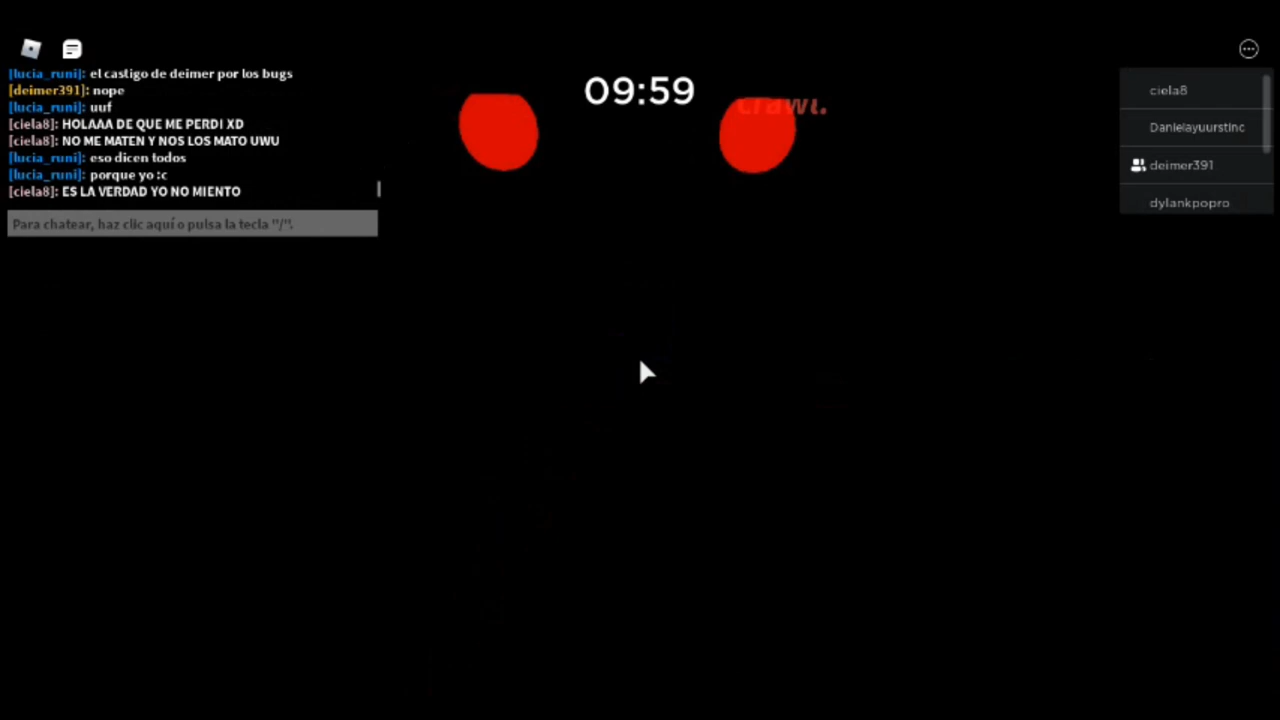 [lucia_runi]: el castigo de deimer por los bugs
[deimer391]: nope
[lucia_runi]: uuf
[ciela8]: HOLAAA DE QUE ME PERDI XD
[ciela8]: NO ME MATEN Y NOS LOS MATO UWU
[lucia_runi]: eso dicen todos
[lucia_runi]: porque yo :c
[ciela8]: ES LA VERDAD YO NO MIENTO
Para chatear, haz clic aquí o pulsa la tecla "/".
09:59
crawl.
ciela8
Danielayuurstinc
deimer391
dylankpopro